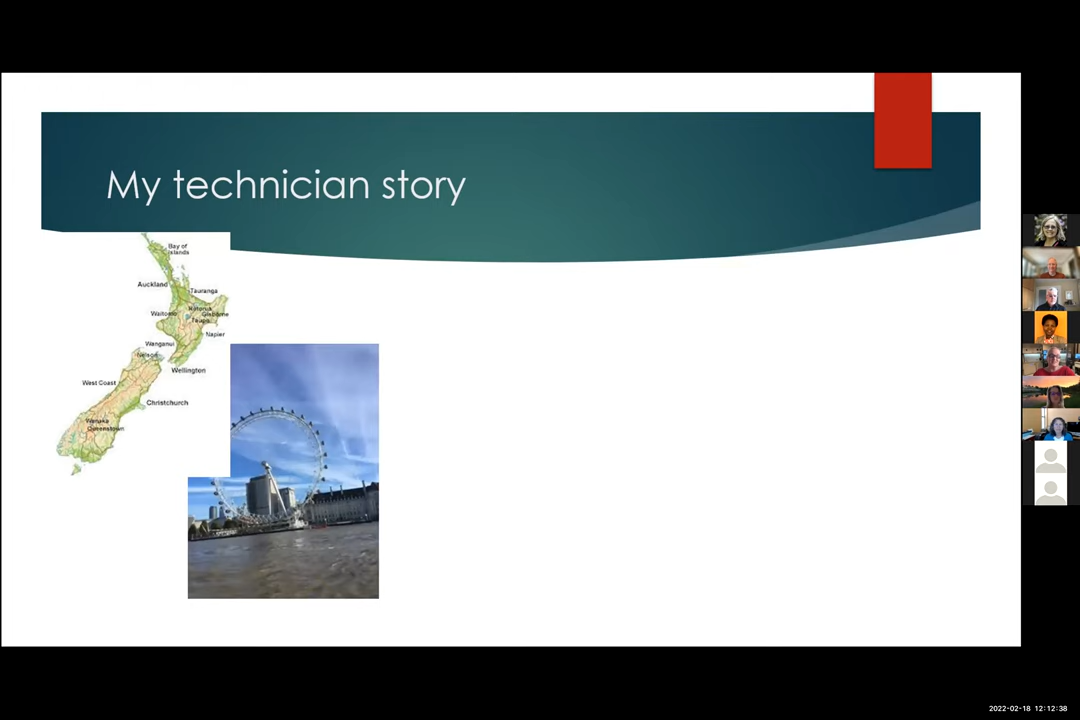 My technician story
Bay of
Islands
Auckland
Tauranga
Waitomo
Rotorua
Gisborne
Taupo
Napier
Wanganui
Nelson
Wellington
West Coast
Christchurch
Wanaka
Queenstown
2022-02-18 12:12:38